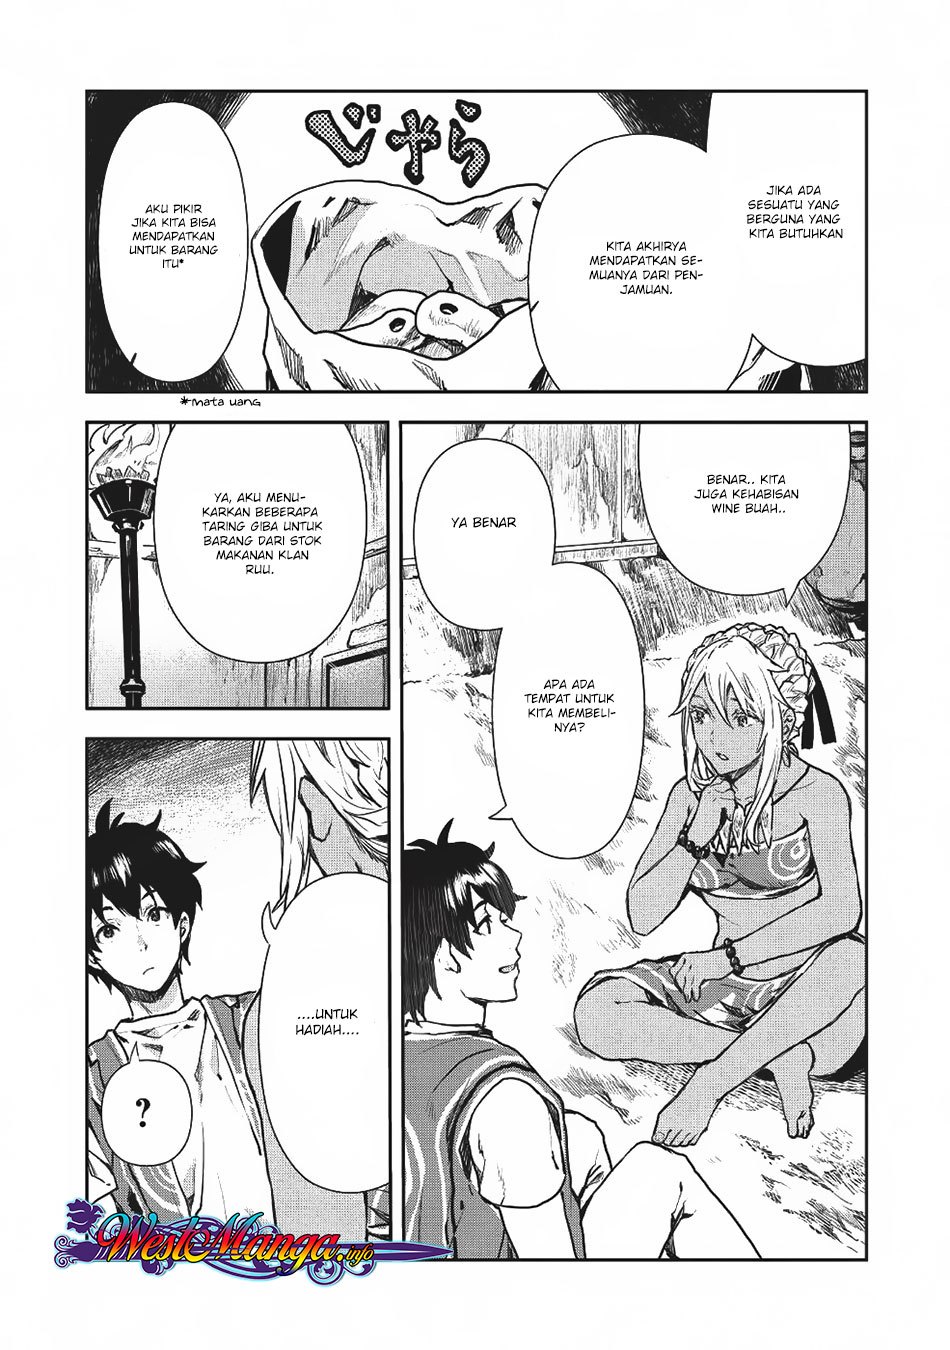 JIKA ADA
SESUATU YANG
BERGUNA YANG
KITA BUTUHKAN
KITA AKHIRYA
MENDAPATKAN SE-
MUANYA DARI PEN-
JAMUAN.
じゃら
AKU PIKIR
JIKA KITA BISA
MENDAPATKAN
UNTUK BARANG
ITU*
*mata uang
BENAR.. KITA
JUGA KEHABISAN
WINE BUAH..
YA BENAR
APA ADA
TEMPAT UNTUK
KITA MEMBELI-
NYA?
YA, AKU MENU-
KARKAN BEBERAPA
TARING GIBA UNTUK
BARANG DARI STOK
MAKANAN KLAN
RUU.
....UNTUK
HADIAH....
?
WestManga.info